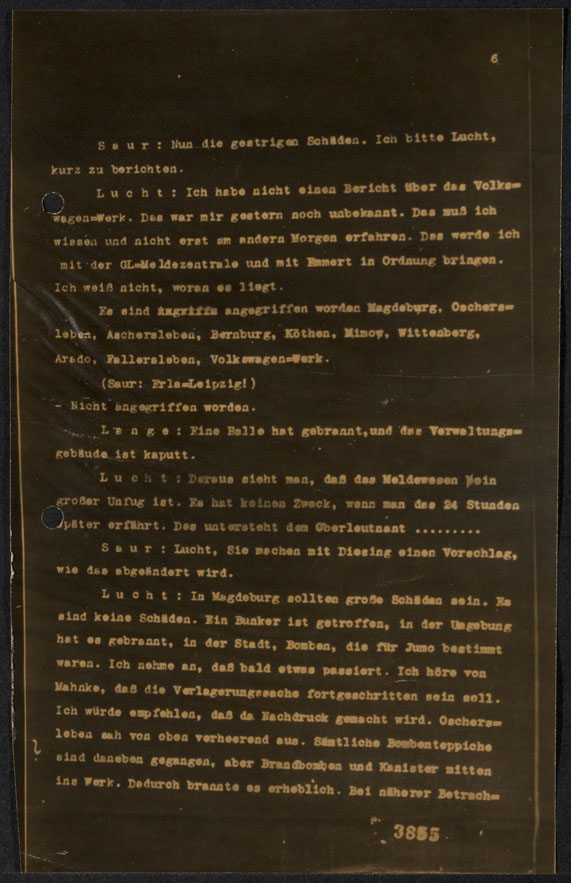 6
S a u r : Nun die gestrigen Schäden. Ich bitte Lucht,
kurz zu berichten.
L u c h t : Ich habe nicht einen Bericht über das Volks=
wagen=Werk. Das war mir gestern noch unbekannt. Das muß ich
wissen und nicht erst am andern Morgen erfahren. Das werde ich
mit der GL=Meldezentrale und mit Emmert in Ordnung bringen.
Ich weiß nicht, woran es liegt.
Es sind Angriffe angegriffen worden Magdeburg, Oschers=
leben, Aschersleben, Bernburg, Köthen, Wittenberg,
Arado, Fallersleben, Volkswagen=Werk.
(Saur: Erla=Leipzig!)
- Nicht angegriffen worden.
L a n g e : Eine Halle hat gebrannt,und das Verwaltungs=
gebäude ist kaputt.
L u c h t : Daraus sieht man, daß das Meldewesen ein
großer Unfug ist. Es hat keinen Zweck, wenn man das 24 Stunden
später erfährt. Das untersteht dem Oberleutnant .........
S a u r : Lucht, Sie machen mit Diesing einen Vorschlag,
wie das abgeändert wird.
L u c h t : In Magdeburg sollten große Schäden sein. Es
sind keine Schäden. Ein Bunker ist getroffen, in der Umgebung
hat es gebrannt, in der Stadt, Bomben, die für Jumo bestimmt
waren. Ich nehme an, daß bald etwas passiert. Ich höre von
Mahnke, daß die Verlagerungssache fortgeschritten sein soll.
Ich würde empfehlen, daß da Nachdruck gemacht wird. Oschers=
leben sah von oben verheerend aus. Sämtliche Bombenteppiche
sind daneben gegangen, aber Brandbomben und Kanister mitten
ins Werk. Dadurch brannte es erheblich. Bei näherer Betrach=
3855